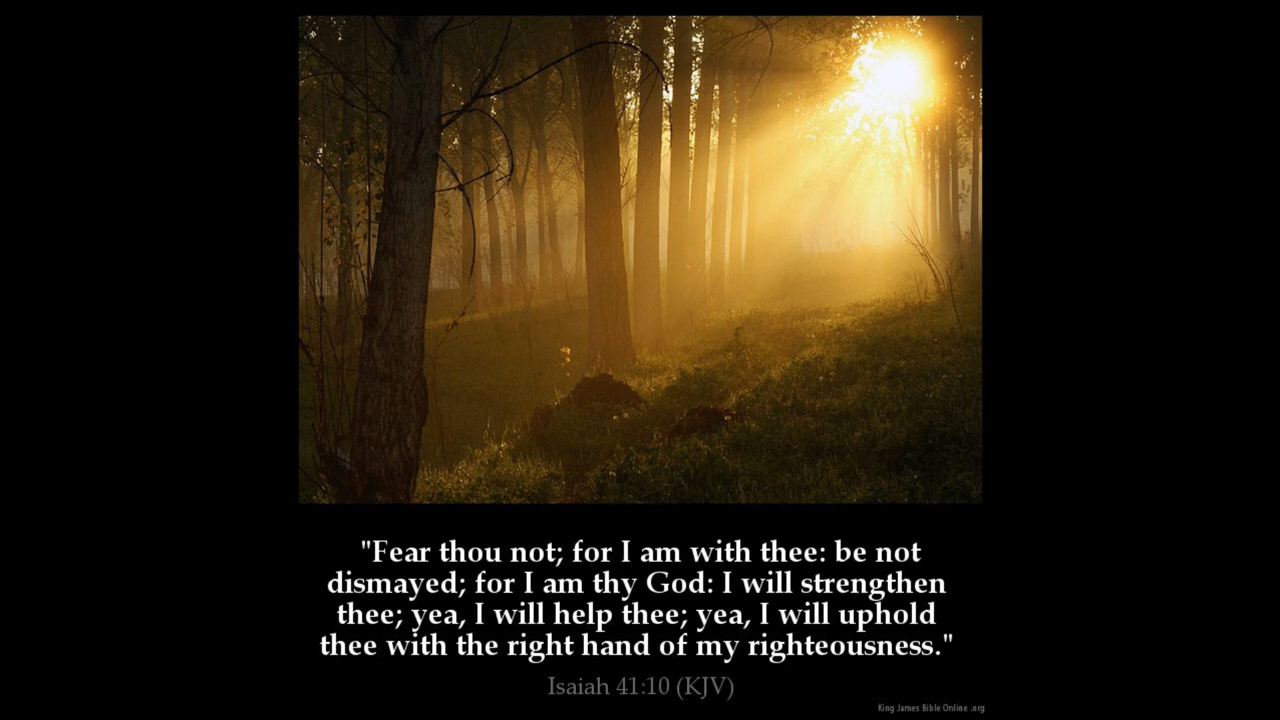 "Fear thou not; for I am with thee: be not
dismayed; for I am thy God: I will strengthen
thee; yea, I will help thee; yea, I will uphold
thee with the right hand of my righteousness."
Isaiah 41:10 (KJV)
King James Bible Online .org